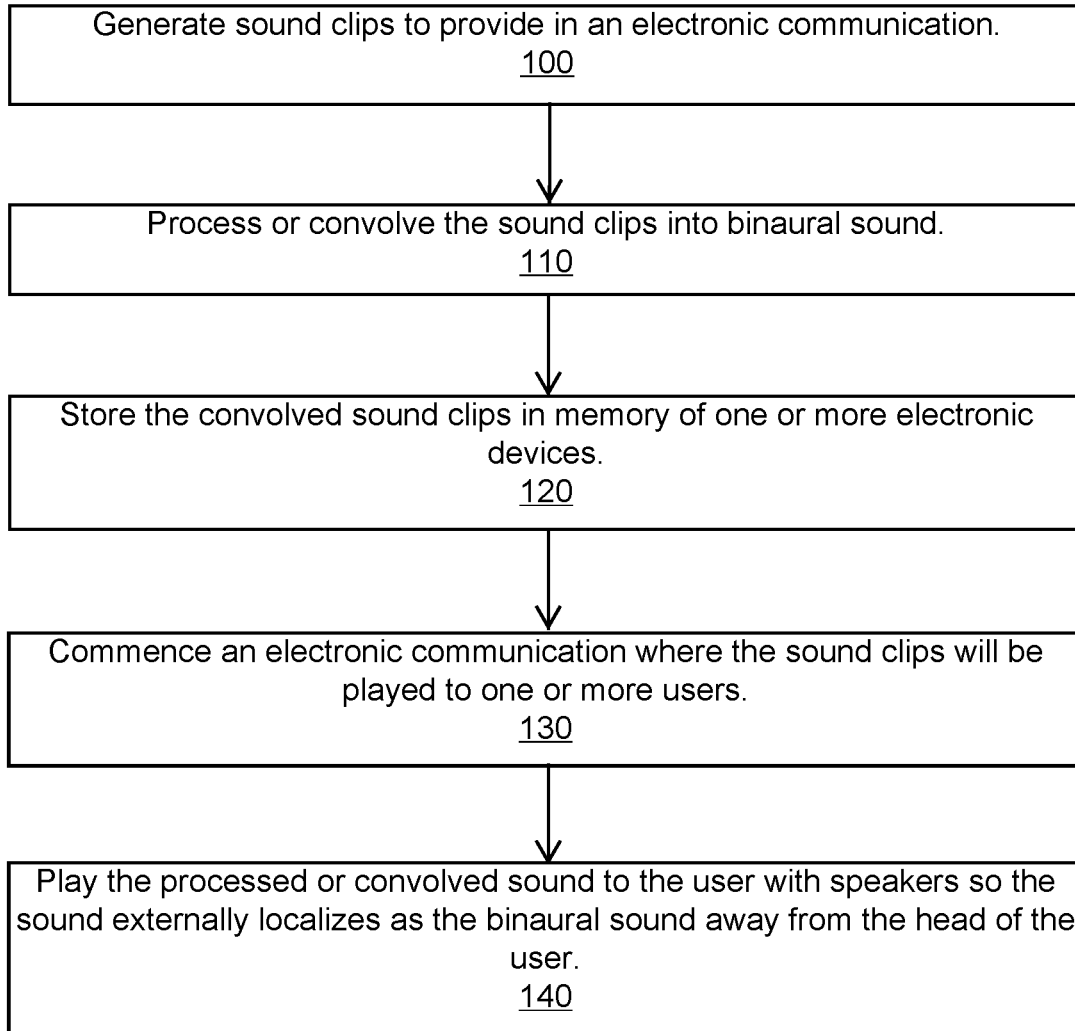 Generate sound clips to provide in an electronic communication.
100
Process or convolve the sound clips into binaural sound.
110
Store the convolved sound clips in memory of one or more electronic
devices.
120
Commence an electronic communication where the sound clips will be
played to one or more users.
130
Play the processed or convolved sound to the user with speakers so the
sound externally localizes as the binaural sound away from the head of the
user.
140